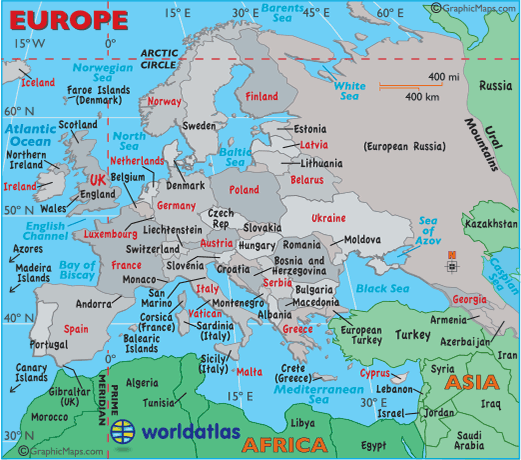 EUROPE
15° W
0°
15° E
30° E
Barents
Sea
60° E
©GraphicMaps.com
ARCTIC
CIRCLE
Norwegian
Sea
Iceland
Faroe Islands
(Denmark)
White
Sea
400 mi
400 km
Russia
Ural
Mountains
60° N
Norway
Finland
Sweden
Scotland
Atlantic
Ocean
North
Sea
Baltic
Sea
Estonia
Latvia
Lithuania
(European Russia)
Northern
Ireland
Ireland
UK
England
Wales
Netherlands
Belgium
Denmark
Belarus
Poland
Germany
50° N
English
Channel
Luxembourg
Liechtenstein
Czech
Rep
Slovakia
Ukraine
Sea
of
Azov
Kazakhstan
Azores
Madeira
Islands
Bay of
Biscay
France
Switzerland
Austria
Hungary
Romania
Moldova
Slovenia
Croatia
Bosnia and
Herzegovina
Serbia
Bulgaria
Caspian
Sea
Monaco
Andorra
San
Marino
Italy
Montenegro
Macedonia
Albania
Black Sea
Georgia
Corsica
(France)
Vatican
Sardinia
(Italy)
Greece
European
Turkey
Turkey
Armenia
Azerbaijan
Iran
40° N
Spain
Portugal
Balearic
Islands
0°
Sicily
(Italy)
Malta
Crete
(Greece)
Cyprus
Lebanon
Syria
ASIA
Canary
Islands
Gibraltar
(UK)
Morocco
PRIME
MERIDIAN
Algeria
Tunisia
15° E
Mediterranean
Sea
30° E
Israel
Jordan
Iraq
30° N
worldatlas
AFRICA
Libya
Egypt
Saudi
Arabia
©GraphicMaps.com